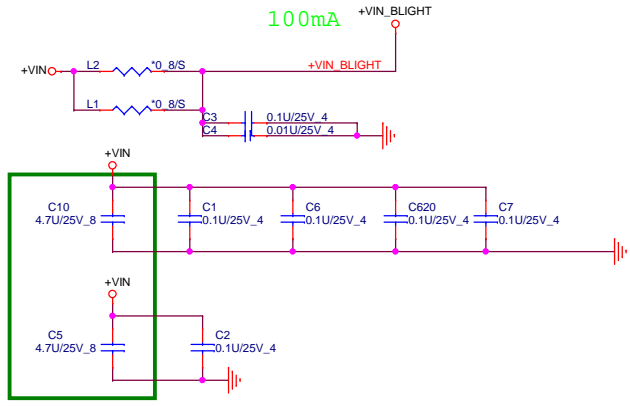 100mA
+VIN_BLIGHT
+VIN
L2
*0_8/S
+VIN_BLIGHT
L1
*0_8/S
C3
0.1U/25V_4
C4
0.01U/25V_4
+VIN
C10
4.7U/25V_8
C1
0.1U/25V_4
C6
0.1U/25V_4
C620
0.1U/25V_4
C7
0.1U/25V_4
+VIN
C5
4.7U/25V_8
C2
0.1U/25V_4